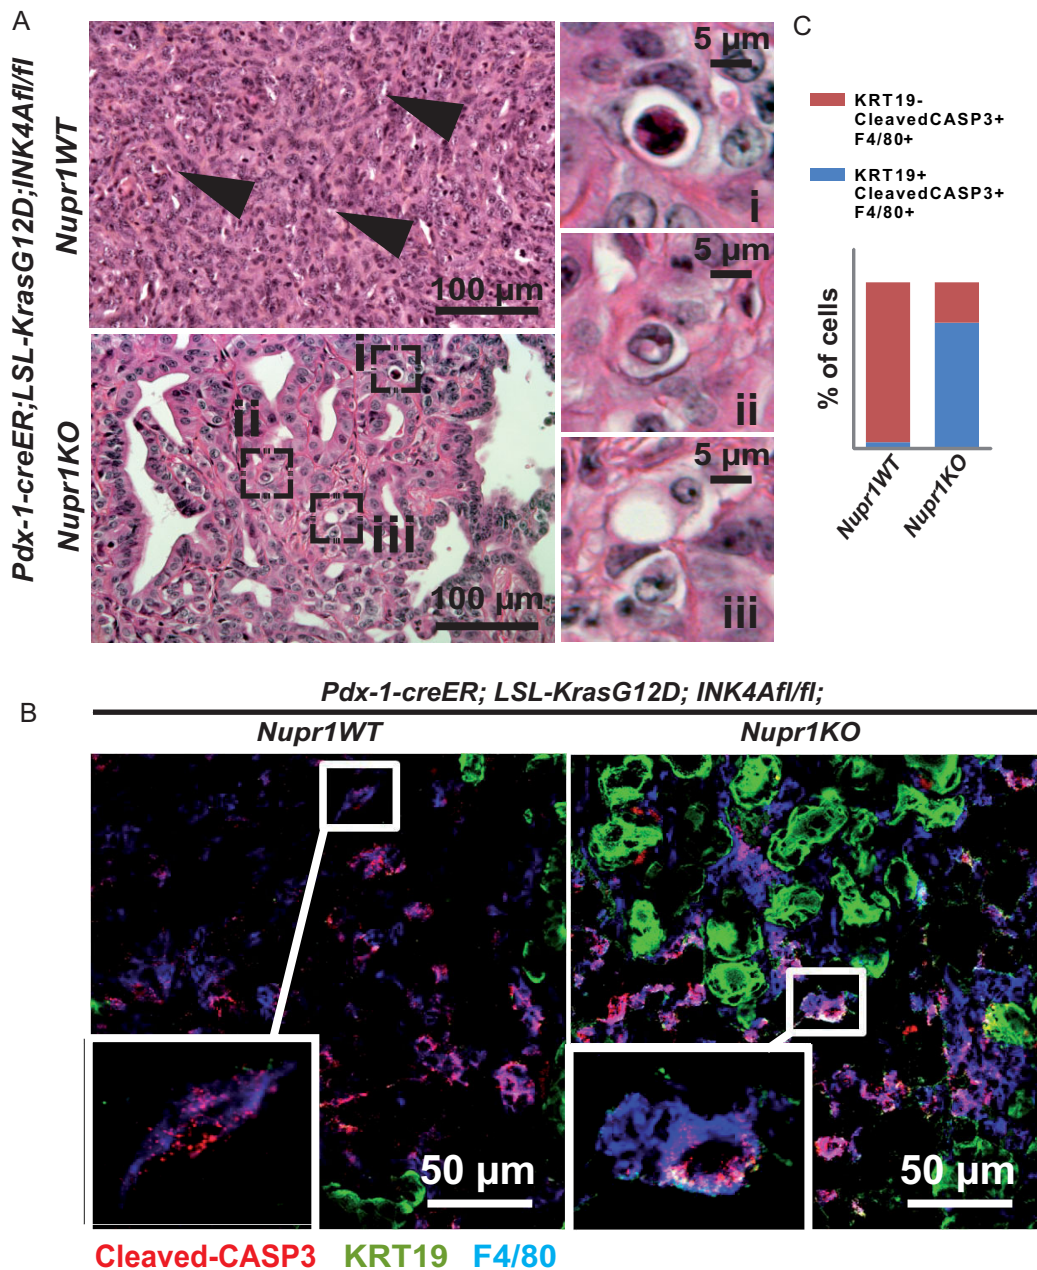 A
Pdx-1-creER;LSL-KrasG12D;INK4Afl/fl
Nupr1WT
100 µm
Nupr1KO
i
ii
iii
100 µm
5 µm
i
5 µm
ii
5 µm
iii
C
KRT19-
CleavedCASP3+
F4/80+
KRT19+
CleavedCASP3+
F4/80+
% of cells
Nupr1WT
Nupr1KO
B
Pdx-1-creER; LSL-KrasG12D; INK4Afl/fl;
Nupr1WT
Nupr1KO
50 µm
50 µm
Cleaved-CASP3 KRT19 F4/80